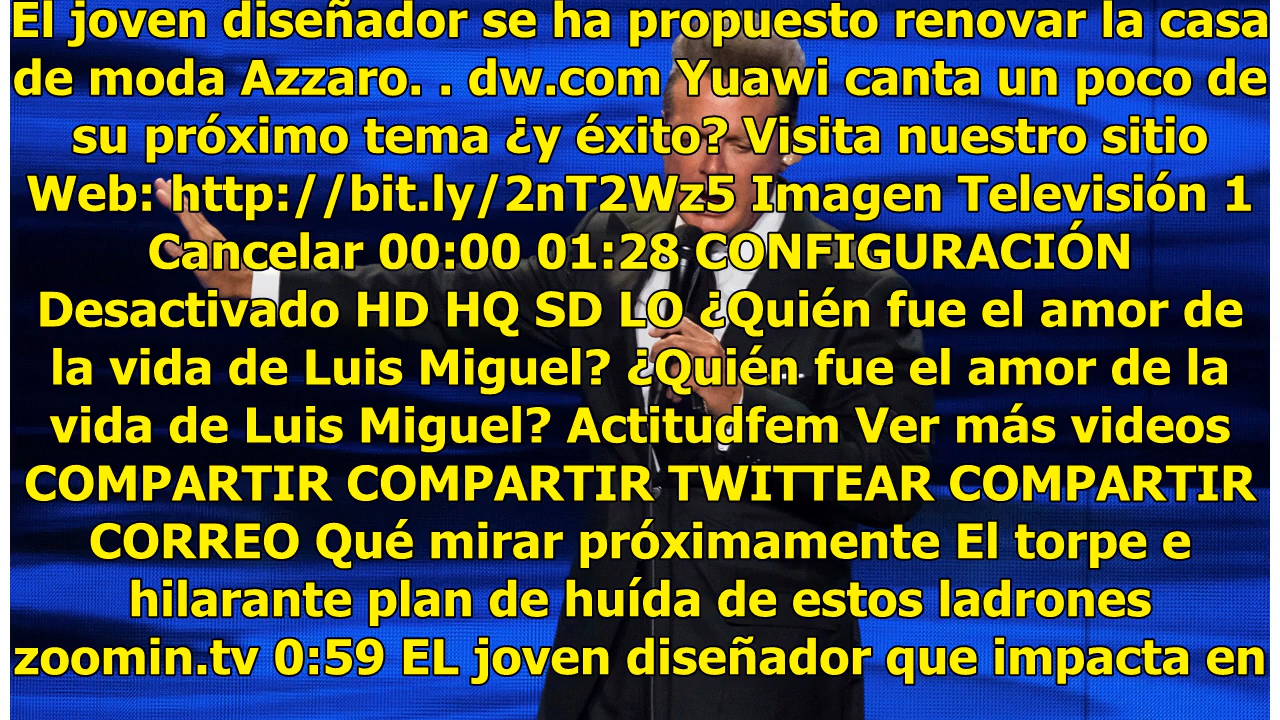 El joven diseñador se ha propuesto renovar la casa
de moda Azzaro. . dw.com Yuawi canta un poco de
su próximo tema ¿y éxito? Visita nuestro sitio
Web: http://bit.ly/2nT2Wz5 Imagen Televisión 1
Cancelar 00:00 01:28 CONFIGURACIÓN
Desactivado HD HQ SD LO ¿Quién fue el amor de
la vida de Luis Miguel? ¿Quién fue el amor de la
vida de Luis Miguel? Actitudfem Ver más videos
COMPARTIR COMPARTIR TWITTEAR COMPARTIR
CORREO Qué mirar próximamente El torpe e
hilarante plan de huída de estos ladrones
zoomin.tv 0:59 EL joven diseñador que impacta en